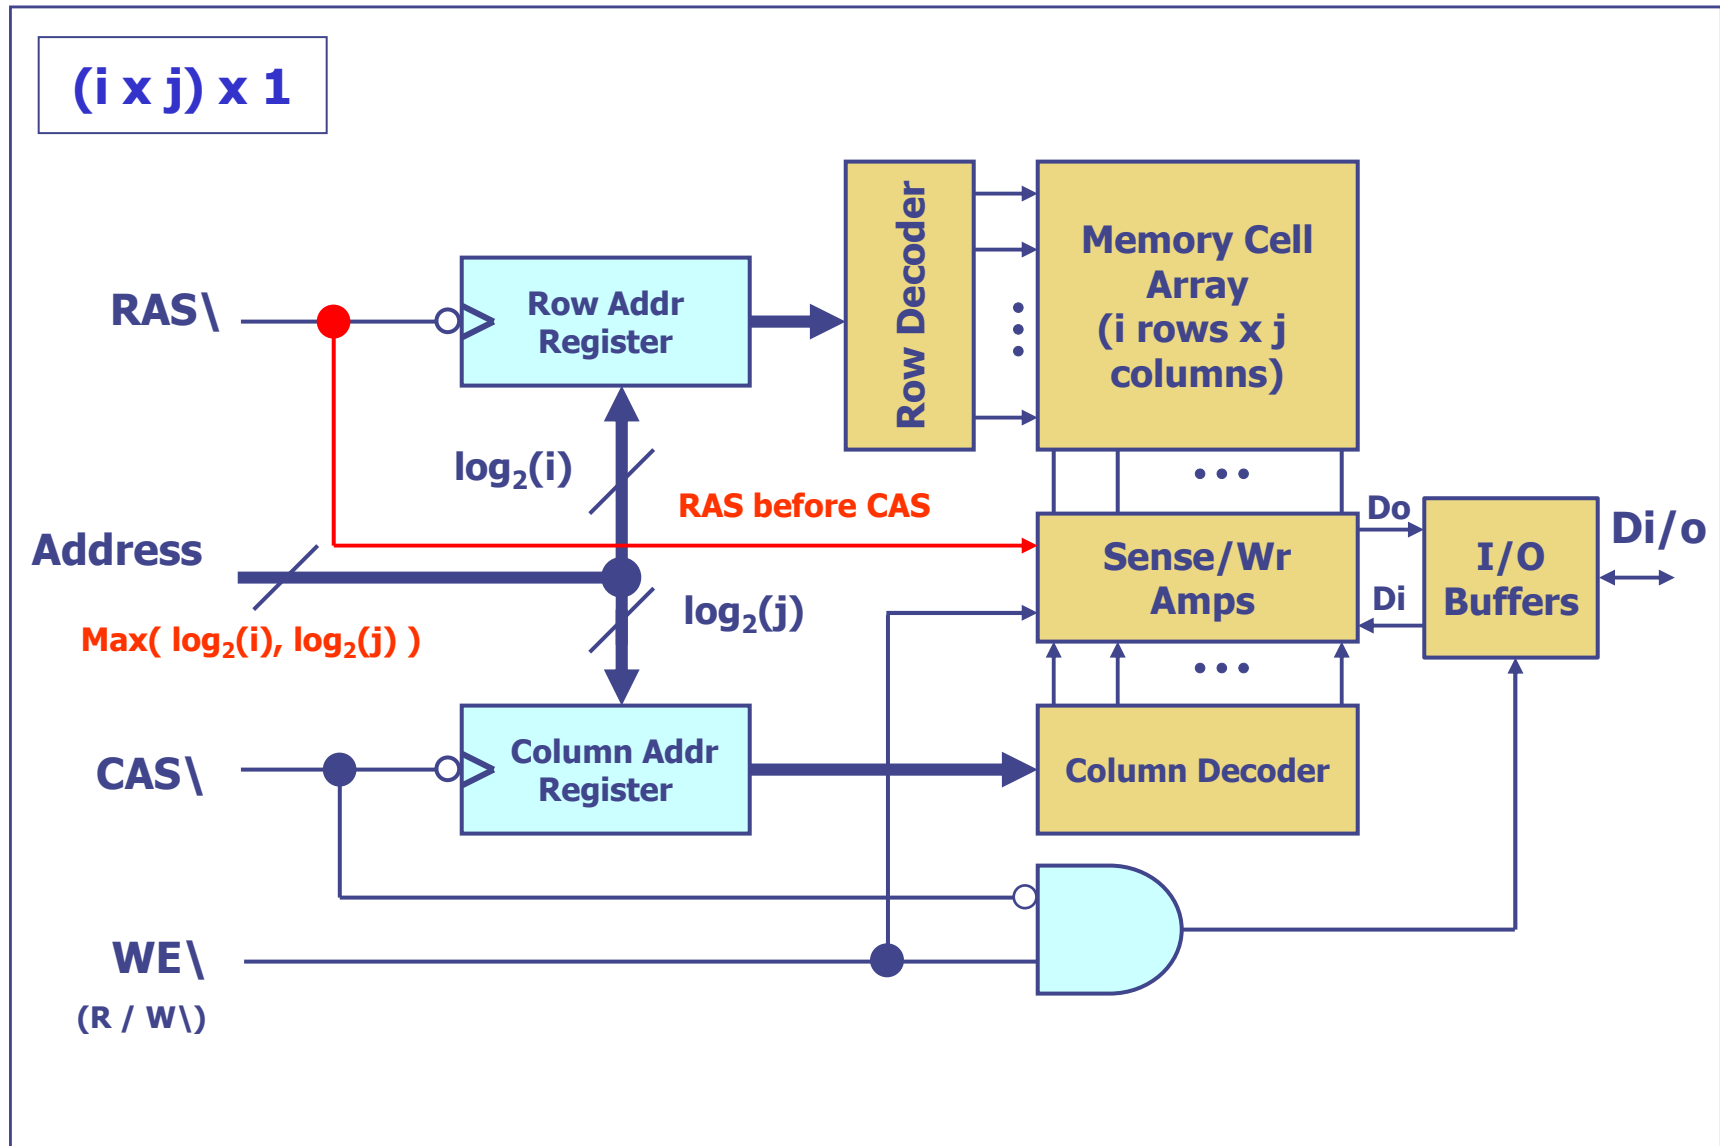 (i x j) x 1
RAS\
Row Addr
Register
Row Decoder
Memory Cell
Array
(i rows x j
columns)
log₂(i)
RAS before CAS
Address
Max( log₂(i), log₂(j) )
log₂(j)
Sense/Wr
Amps
Do
Di
I/O
Buffers
Di/o
CAS\
Column Addr
Register
Column Decoder
WE\
(R / W\)